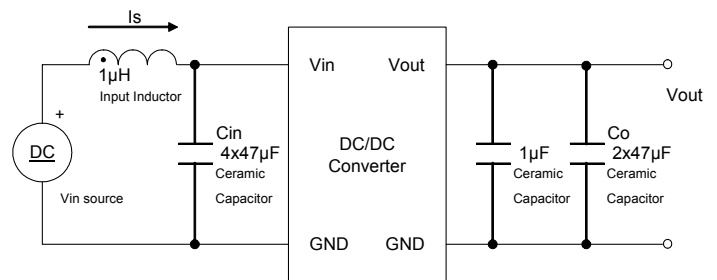 Is
1µH
Input Inductor
+
DC
Vin source
Cin
4x47µF
Ceramic
Capacitor
Vin
Vout
DC/DC
Converter
GND
GND
1µF
Ceramic
Capacitor
Co
2x47µF
Ceramic
Capacitor
Vout